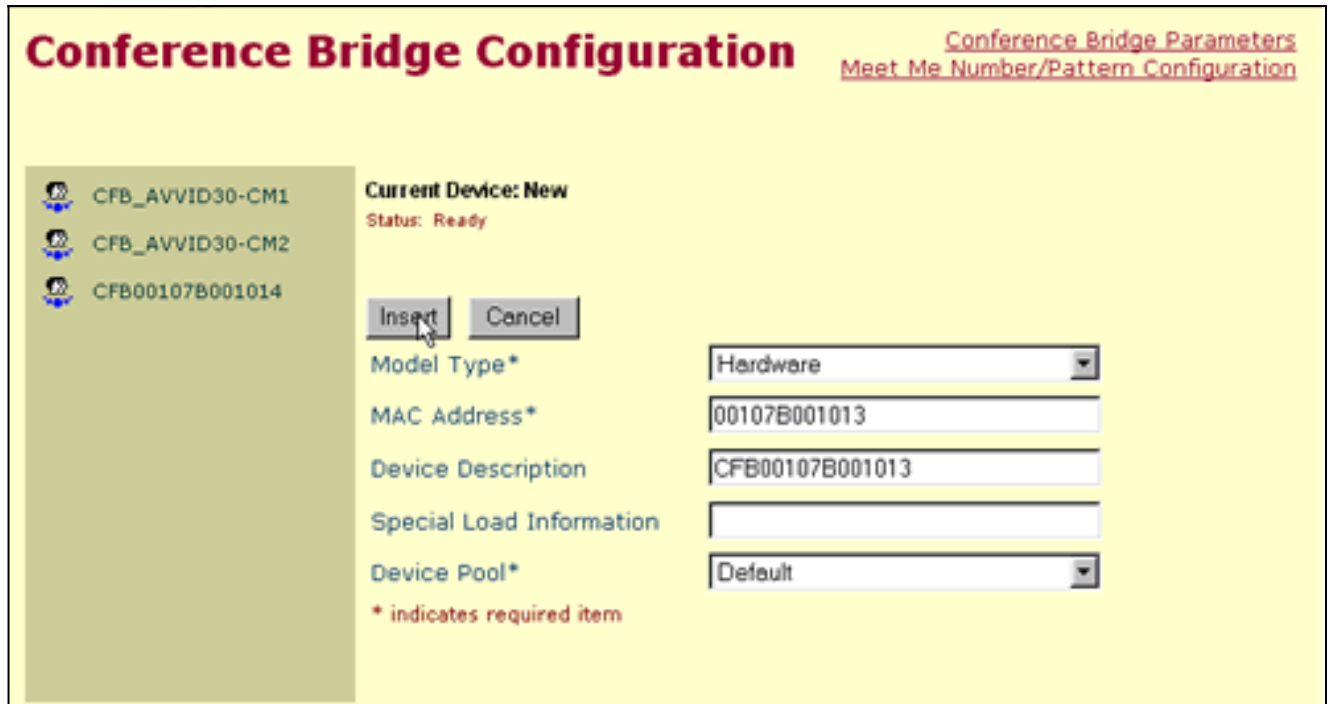 Conference Bridge Configuration
Conference Bridge Parameters
Meet Me Number/Pattern Configuration
CFB_AVVID30-CM1
CFB_AVVID30-CM2
CFB00107B001014
Current Device: New
Status: Ready
Insert Cancel
Model Type* Hardware
MAC Address* 00107B001013
Device Description CFB00107B001013
Special Load Information
Device Pool* Default
* indicates required item